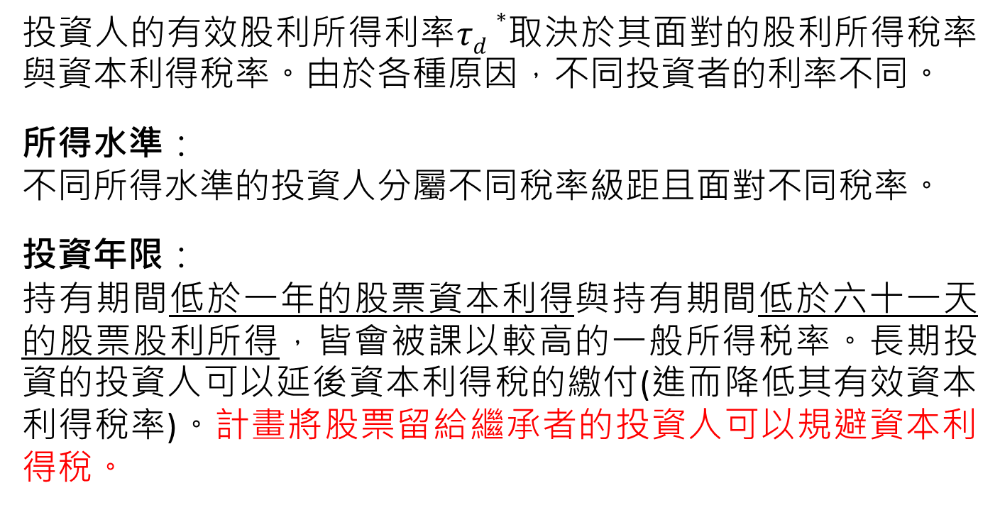 投資人的有效股利所得利率τd *取決於其面對的股利所得稅率
與資本利得稅率。由於各種原因，不同投資者的利率不同。
所得水準：
不同所得水準的投資人分屬不同稅率級距且面對不同稅率。
投資年限：
持有期間低於一年的股票資本利得與持有期間低於六十一天
的股票股利所得，皆會被課以較高的一般所得稅率。長期投
資的投資人可以延後資本利得稅的繳付(進而降低其有效資本
利得稅率)。計畫將股票留給繼承者的投資人可以規避資本利
得稅。